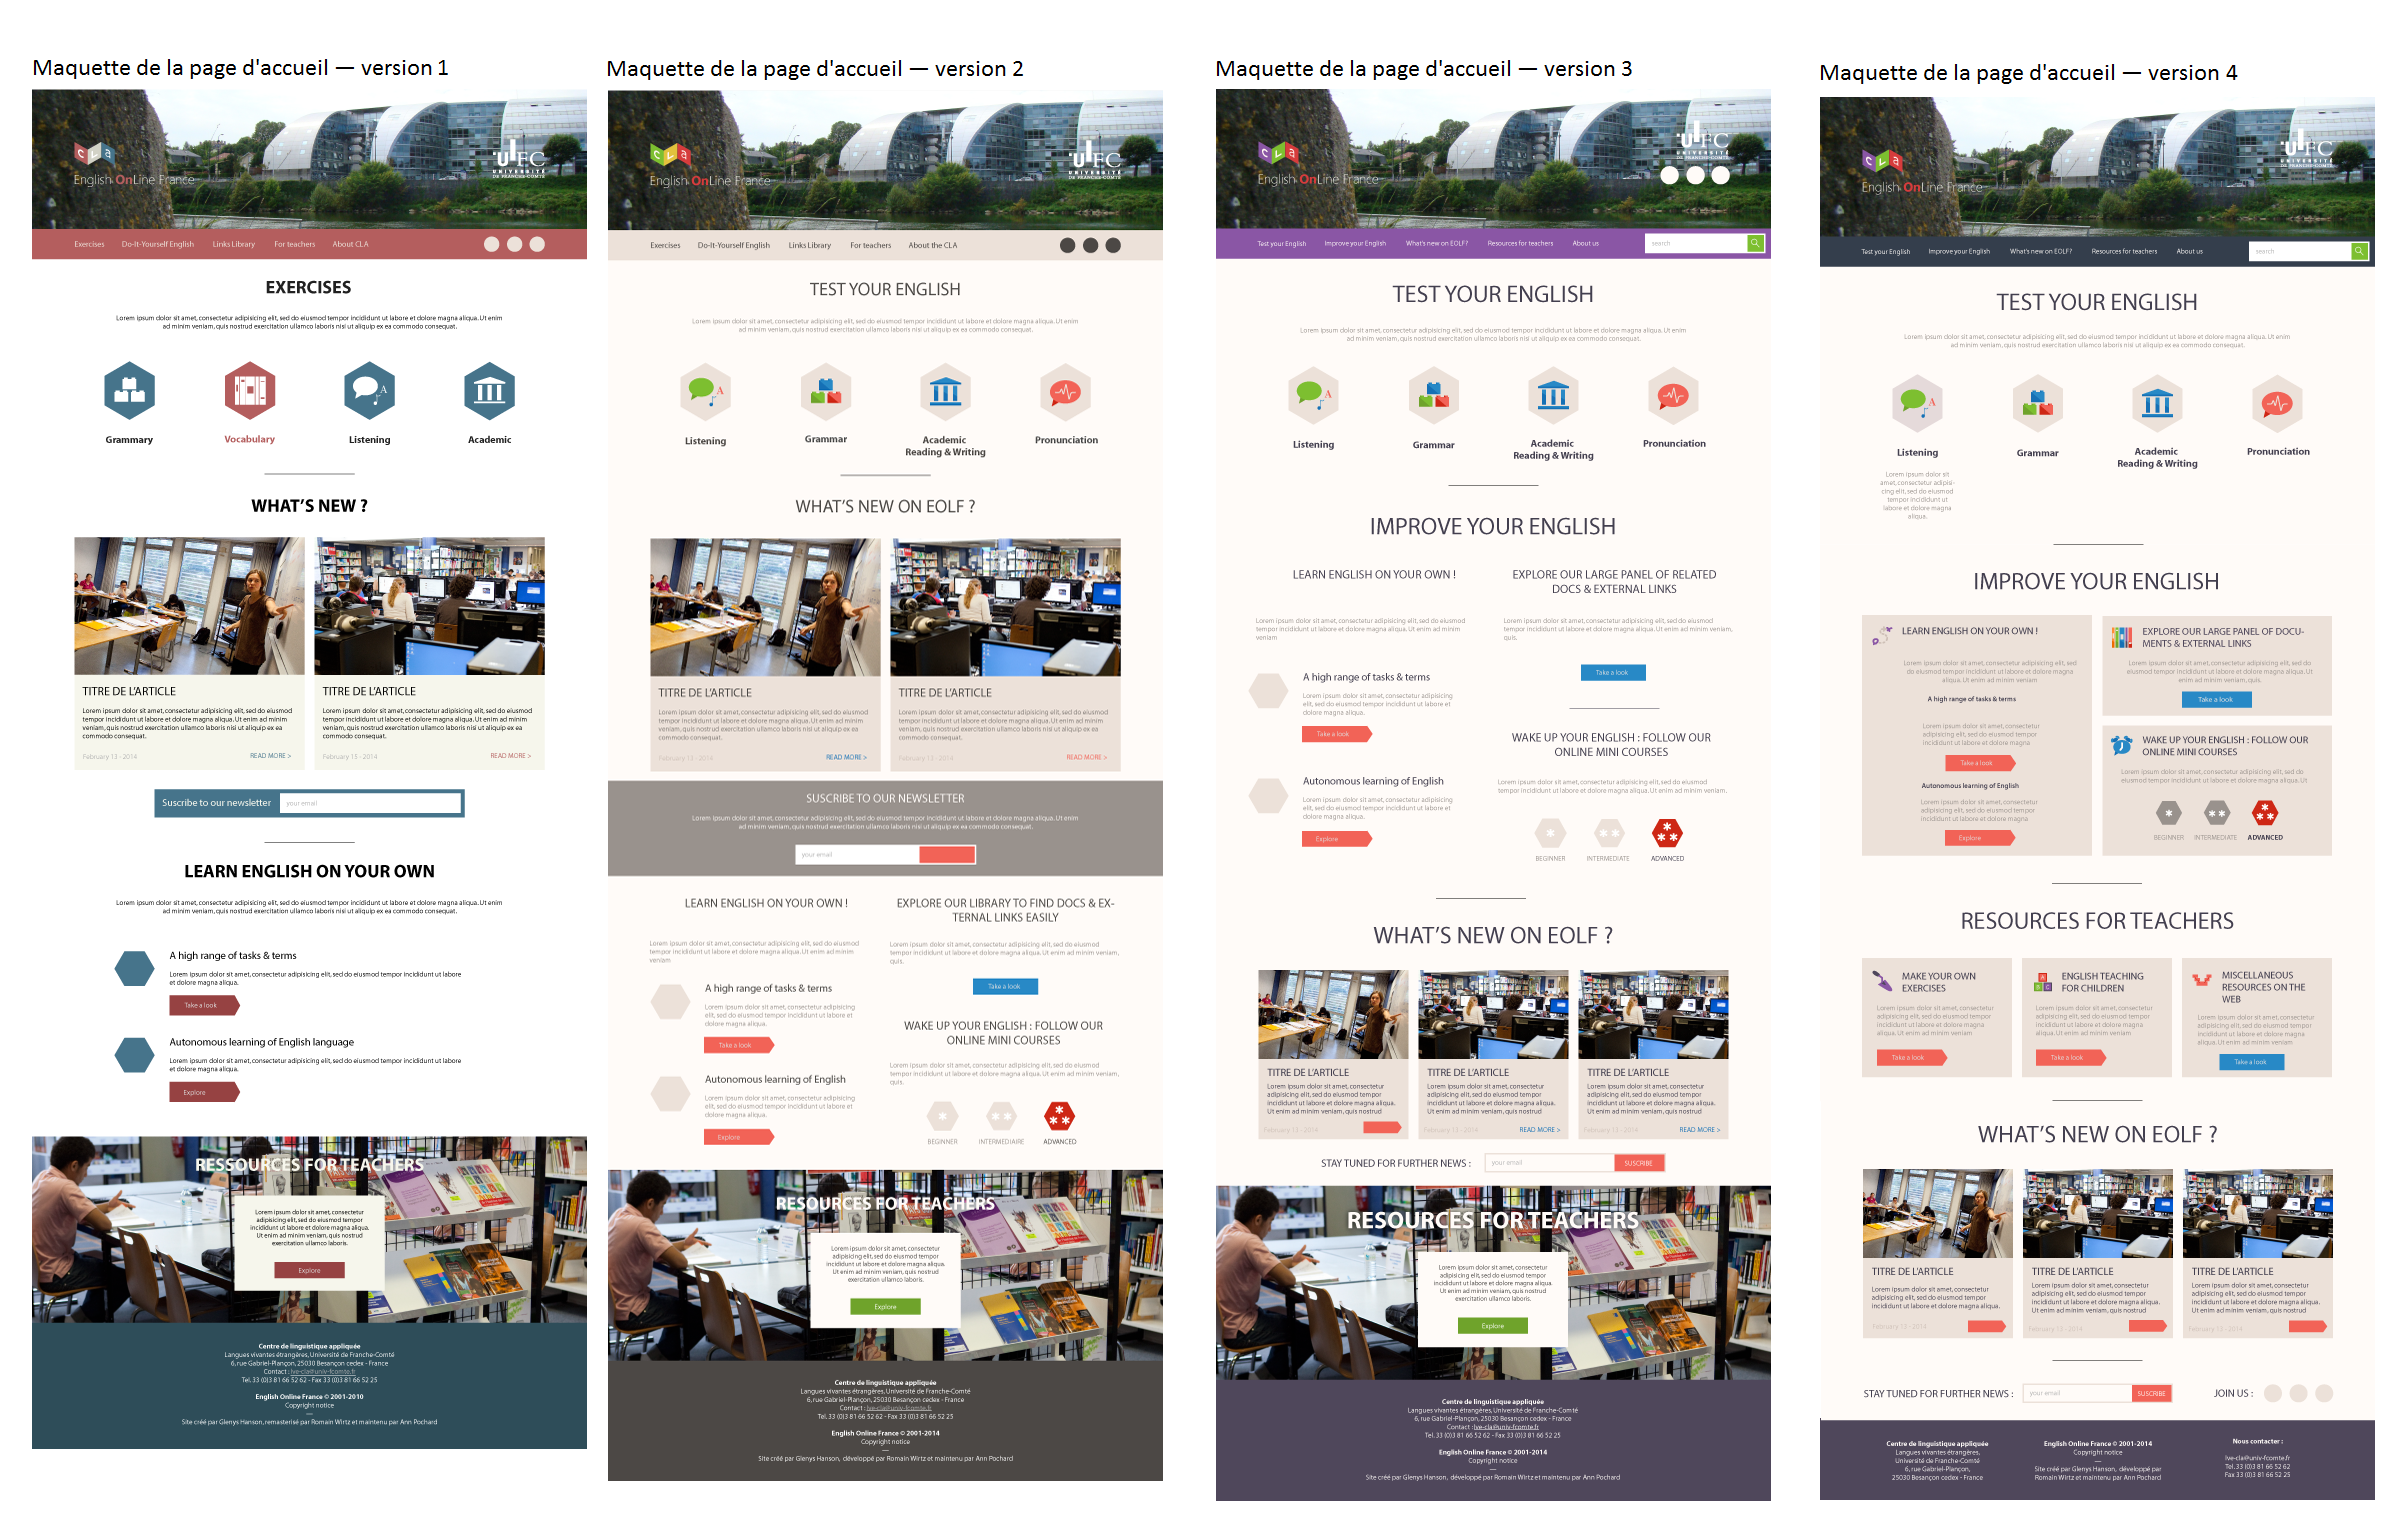 Maquette de la page d'accueil — version 1
cla
English OnLine France
UFC
UNIVERSITÉ
DE FRANCHE-COMTÉ
Exercises
Do-It-Yourself English
Links Library
For teachers
About CLA
EXERCISES
Lorem ipsum dolor sit amet, consectetur adipisicing elit, sed do eiusmod tempor incididunt ut labore et dolore magna aliqua. Ut enim
ad minim veniam, quis nostrud exercitation ullamco laboris nisi ut aliquip ex ea commodo consequat.
Grammary
Vocabulary
Listening
Academic
WHAT'S NEW ?
TITRE DE L'ARTICLE
Lorem ipsum dolor sit amet, consectetur adipisicing elit, sed do eiusmod
tempor incididunt ut labore et dolore magna aliqua. Ut enim ad minim
veniam, quis nostrud exercitation ullamco laboris nisi ut aliquip ex ea
commodo consequat.
February 13 - 2014
READ MORE >
TITRE DE L'ARTICLE
Lorem ipsum dolor sit amet, consectetur adipisicing elit, sed do eiusmod
tempor incididunt ut labore et dolore magna aliqua. Ut enim ad minim
veniam, quis nostrud exercitation ullamco laboris nisi ut aliquip ex ea
commodo consequat.
February 13 - 2014
READ MORE >
Suscribe to our newsletter
your email
LEARN ENGLISH ON YOUR OWN
Lorem ipsum dolor sit amet, consectetur adipisicing elit, sed do eiusmod tempor incididunt ut labore et dolore magna aliqua. Ut enim
ad minim veniam, quis nostrud exercitation ullamco laboris nisi ut aliquip ex ea commodo consequat.
A high range of tasks & terms
Lorem ipsum dolor sit amet, consectetur adipisicing elit, sed do eiusmod tempor incididunt ut labore
et dolore magna aliqua.
Take a look
Autonomous learning of English language
Lorem ipsum dolor sit amet, consectetur adipisicing elit, sed do eiusmod tempor incididunt ut labore
et dolore magna aliqua.
Explore
RESSOURCES FOR TEACHERS
Lorem ipsum dolor sit amet, consectetur
adipisicing elit, sed do eiusmod tempor
incididunt ut labore et dolore magna aliqua.
Ut enim ad minim veniam, quis nostrud
exercitation ullamco laboris.
Explore
Centre de linguistique appliquée
Langues vivantes étrangères, Université de Franche-Comté
6, rue Gabriel-Plançon, 25030 Besançon cedex - France
Contact : lve-cla@univ-fcomte.fr
Tel. 33 (0)3 81 66 52 62 - Fax 33 (0)3 81 66 52 25
English Online France © 2001-2010
Copyright notice
—
Site créé par Glenys Hanson, remasterisé par Romain Wirtz et maintenu par Ann Pochard
Maquette de la page d'accueil — version 2
cla
English OnLine France
UFC
UNIVERSITÉ
DE FRANCHE-COMTÉ
Exercises
Do-It-Yourself English
Links Library
For teachers
About the CLA
TEST YOUR ENGLISH
Lorem ipsum dolor sit amet, consectetur adipisicing elit, sed do eiusmod tempor incididunt ut labore et dolore magna aliqua. Ut enim
ad minim veniam, quis nostrud exercitation ullamco laboris nisi ut aliquip ex ea commodo consequat.
Listening
Grammar
Academic
Reading & Writing
Pronunciation
WHAT'S NEW ON EOLF ?
TITRE DE L'ARTICLE
Lorem ipsum dolor sit amet, consectetur adipisicing elit, sed do eiusmod
tempor incididunt ut labore et dolore magna aliqua. Ut enim ad minim
veniam, quis nostrud exercitation ullamco laboris nisi ut aliquip ex ea
commodo consequat.
February 13 - 2014
READ MORE >
TITRE DE L'ARTICLE
Lorem ipsum dolor sit amet, consectetur adipisicing elit, sed do eiusmod
tempor incididunt ut labore et dolore magna aliqua. Ut enim ad minim
veniam, quis nostrud exercitation ullamco laboris nisi ut aliquip ex ea
commodo consequat.
February 13 - 2014
READ MORE >
SUSCRIBE TO OUR NEWSLETTER
Lorem ipsum dolor sit amet, consectetur adipisicing elit, sed do eiusmod tempor incididunt ut labore et dolore magna aliqua. Ut enim
ad minim veniam, quis nostrud exercitation ullamco laboris nisi ut aliquip ex ea commodo consequat.
your email
LEARN ENGLISH ON YOUR OWN !
Lorem ipsum dolor sit amet, consectetur adipisicing elit, sed do eiusmod
tempor incididunt ut labore et dolore magna aliqua. Ut enim ad minim
veniam
A high range of tasks & terms
Lorem ipsum dolor sit amet, consectetur adipisicing
elit, sed do eiusmod tempor incididunt ut labore et
dolore magna aliqua.
Take a look
Autonomous learning of English
Lorem ipsum dolor sit amet, consectetur adipisicing
elit, sed do eiusmod tempor incididunt ut labore et
dolore magna aliqua.
Explore
EXPLORE OUR LIBRARY TO FIND DOCS & EX-
TERNAL LINKS EASILY
Lorem ipsum dolor sit amet, consectetur adipisicing elit, sed do eiusmod
tempor incididunt ut labore et dolore magna aliqua. Ut enim ad minim veniam,
quis.
Take a look
WAKE UP YOUR ENGLISH : FOLLOW OUR
ONLINE MINI COURSES
Lorem ipsum dolor sit amet, consectetur adipisicing elit, sed do eiusmod
tempor incididunt ut labore et dolore magna aliqua. Ut enim ad minim veniam,
quis.
BEGINNER
INTERMEDIAIRE
ADVANCED
RESOURCES FOR TEACHERS
Lorem ipsum dolor sit amet, consectetur
adipisicing elit, sed do eiusmod tempor
incididunt ut labore et dolore magna aliqua.
Ut enim ad minim veniam, quis nostrud
exercitation ullamco laboris.
Explore
Centre de linguistique appliquée
Langues vivantes étrangères, Université de Franche-Comté
6, rue Gabriel-Plançon, 25030 Besançon cedex - France
Contact : lve-cla@univ-fcomte.fr
Tel. 33 (0)3 81 66 52 62 - Fax 33 (0)3 81 66 52 25
English Online France © 2001-2014
Copyright notice
—
Site créé par Glenys Hanson, développé par Romain Wirtz et maintenu par Ann Pochard
Maquette de la page d'accueil — version 3
cla
English OnLine France
UFC
UNIVERSITÉ
DE FRANCHE-COMTÉ
Test your English
Improve your English
What's new on EOLF?
Resources for teachers
About us
search
TEST YOUR ENGLISH
Lorem ipsum dolor sit amet, consectetur adipisicing elit, sed do eiusmod tempor incididunt ut labore et dolore magna aliqua. Ut enim
ad minim veniam, quis nostrud exercitation ullamco laboris nisi ut aliquip ex ea commodo consequat.
Listening
Grammar
Academic
Reading & Writing
Pronunciation
IMPROVE YOUR ENGLISH
LEARN ENGLISH ON YOUR OWN !
Lorem ipsum dolor sit amet, consectetur adipisicing elit, sed do eiusmod
tempor incididunt ut labore et dolore magna aliqua. Ut enim ad minim
veniam
A high range of tasks & terms
Lorem ipsum dolor sit amet, consectetur adipisicing
elit, sed do eiusmod tempor incididunt ut labore et
dolore magna aliqua.
Take a look
Autonomous learning of English
Lorem ipsum dolor sit amet, consectetur adipisicing
elit, sed do eiusmod tempor incididunt ut labore et
dolore magna aliqua.
Explore
EXPLORE OUR LARGE PANEL OF RELATED
DOCS & EXTERNAL LINKS
Lorem ipsum dolor sit amet, consectetur adipisicing elit, sed do eiusmod
tempor incididunt ut labore et dolore magna aliqua. Ut enim ad minim veniam,
quis.
Take a look
WAKE UP YOUR ENGLISH : FOLLOW OUR
ONLINE MINI COURSES
Lorem ipsum dolor sit amet, consectetur adipisicing elit, sed do eiusmod
tempor incididunt ut labore et dolore magna aliqua. Ut enim ad minim veniam.
BEGINNER
INTERMEDIATE
ADVANCED
WHAT'S NEW ON EOLF ?
TITRE DE L'ARTICLE
Lorem ipsum dolor sit amet, consectetur
adipisicing elit, sed do eiusmod tempor
incididunt ut labore et dolore magna aliqua.
Ut enim ad minim veniam, quis nostrud
February 13 - 2014
TITRE DE L'ARTICLE
Lorem ipsum dolor sit amet, consectetur
adipisicing elit, sed do eiusmod tempor
incididunt ut labore et dolore magna aliqua.
Ut enim ad minim veniam, quis nostrud
February 13 - 2014
READ MORE >
TITRE DE L'ARTICLE
Lorem ipsum dolor sit amet, consectetur
adipisicing elit, sed do eiusmod tempor
incididunt ut labore et dolore magna aliqua.
Ut enim ad minim veniam, quis nostrud
February 13 - 2014
READ MORE >
STAY TUNED FOR FURTHER NEWS :
your email
SUSCRIBE
RESOURCES FOR TEACHERS
Lorem ipsum dolor sit amet, consectetur
adipisicing elit, sed do eiusmod tempor
incididunt ut labore et dolore magna aliqua.
Ut enim ad minim veniam, quis nostrud
exercitation ullamco laboris.
Explore
Centre de linguistique appliquée
Langues vivantes étrangères, Université de Franche-Comté
6, rue Gabriel-Plançon, 25030 Besançon cedex - France
Contact : lve-cla@univ-fcomte.fr
Tel. 33 (0)3 81 66 52 62 - Fax 33 (0)3 81 66 52 25
English Online France © 2001-2014
Copyright notice
—
Site créé par Glenys Hanson, développé par Romain Wirtz et maintenu par Ann Pochard
Maquette de la page d'accueil — version 4
cla
English OnLine France
UFC
UNIVERSITÉ
DE FRANCHE-COMTÉ
Test your English
Improve your English
What's new on EOLF?
Resources for teachers
About us
search
TEST YOUR ENGLISH
Lorem ipsum dolor sit amet, consectetur adipisicing elit, sed do eiusmod tempor incididunt ut labore et dolore magna aliqua. Ut enim
ad minim veniam, quis nostrud exercitation ullamco laboris nisi ut aliquip ex ea commodo consequat.
Listening
Lorem ipsum dolor sit
amet, consectetur adipisi-
cing elit, sed do eiusmod
tempor incididunt ut
labore et dolore magna
aliqua.
Grammar
Academic
Reading & Writing
Pronunciation
IMPROVE YOUR ENGLISH
LEARN ENGLISH ON YOUR OWN !
Lorem ipsum dolor sit amet, consectetur adipisicing elit, sed
do eiusmod tempor incididunt ut labore et dolore magna
aliqua. Ut enim ad minim veniam
A high range of tasks & terms
Lorem ipsum dolor sit amet, consectetur
adipisicing elit, sed do eiusmod tempor
incididunt ut labore et dolore magna
Take a look
Autonomous learning of English
Lorem ipsum dolor sit amet, consectetur
adipisicing elit, sed do eiusmod tempor
incididunt ut labore et dolore magna
Explore
EXPLORE OUR LARGE PANEL OF DOCU-
MENTS & EXTERNAL LINKS
Lorem ipsum dolor sit amet, consectetur adipisicing elit, sed do
eiusmod tempor incididunt ut labore et dolore magna aliqua. Ut
enim ad minim veniam, quis.
Take a look
WAKE UP YOUR ENGLISH : FOLLOW OUR
ONLINE MINI COURSES
Lorem ipsum dolor sit amet, consectetur adipisicing elit, sed do
eiusmod tempor incididunt ut labore et dolore magna aliqua. Ut
BEGINNER
INTERMEDIATE
ADVANCED
RESOURCES FOR TEACHERS
MAKE YOUR OWN
EXERCISES
Lorem ipsum dolor sit amet, consectetur
adipisicing elit, sed do eiusmod tempor
incididunt ut labore et dolore magna
aliqua. Ut enim ad minim veniam
Take a look
ENGLISH TEACHING
FOR CHILDREN
Lorem ipsum dolor sit amet, consectetur
adipisicing elit, sed do eiusmod tempor
incididunt ut labore et dolore magna
aliqua. Ut enim ad minim veniam
Take a look
MISCELLANEOUS
RESOURCES ON THE
WEB
Lorem ipsum dolor sit amet, consectetur
adipisicing elit, sed do eiusmod tempor
incididunt ut labore et dolore magna
aliqua. Ut enim ad minim veniam
Take a look
WHAT'S NEW ON EOLF ?
TITRE DE L'ARTICLE
Lorem ipsum dolor sit amet, consectetur
adipisicing elit, sed do eiusmod tempor
incididunt ut labore et dolore magna aliqua.
February 13 - 2014
TITRE DE L'ARTICLE
Lorem ipsum dolor sit amet, consectetur
adipisicing elit, sed do eiusmod tempor
incididunt ut labore et dolore magna aliqua.
Ut enim ad minim veniam, quis nostrud
February 13 - 2014
TITRE DE L'ARTICLE
Lorem ipsum dolor sit amet, consectetur
adipisicing elit, sed do eiusmod tempor
incididunt ut labore et dolore magna aliqua.
Ut enim ad minim veniam, quis nostrud
February 13 - 2014
STAY TUNED FOR FURTHER NEWS :
your email
SUSCRIBE
JOIN US :
Centre de linguistique appliquée
Langues vivantes étrangères,
Université de Franche-Comté
6, rue Gabriel-Plançon,
25030 Besançon cedex - France
English Online France © 2001-2014
Copyright notice
—
Site créé par Glenys Hanson, développé par
Romain Wirtz et maintenu par Ann Pochard
Nous contacter :
lve-cla@univ-fcomte.fr
Tel. 33 (0)3 81 66 52 62
Fax 33 (0)3 81 66 52 25